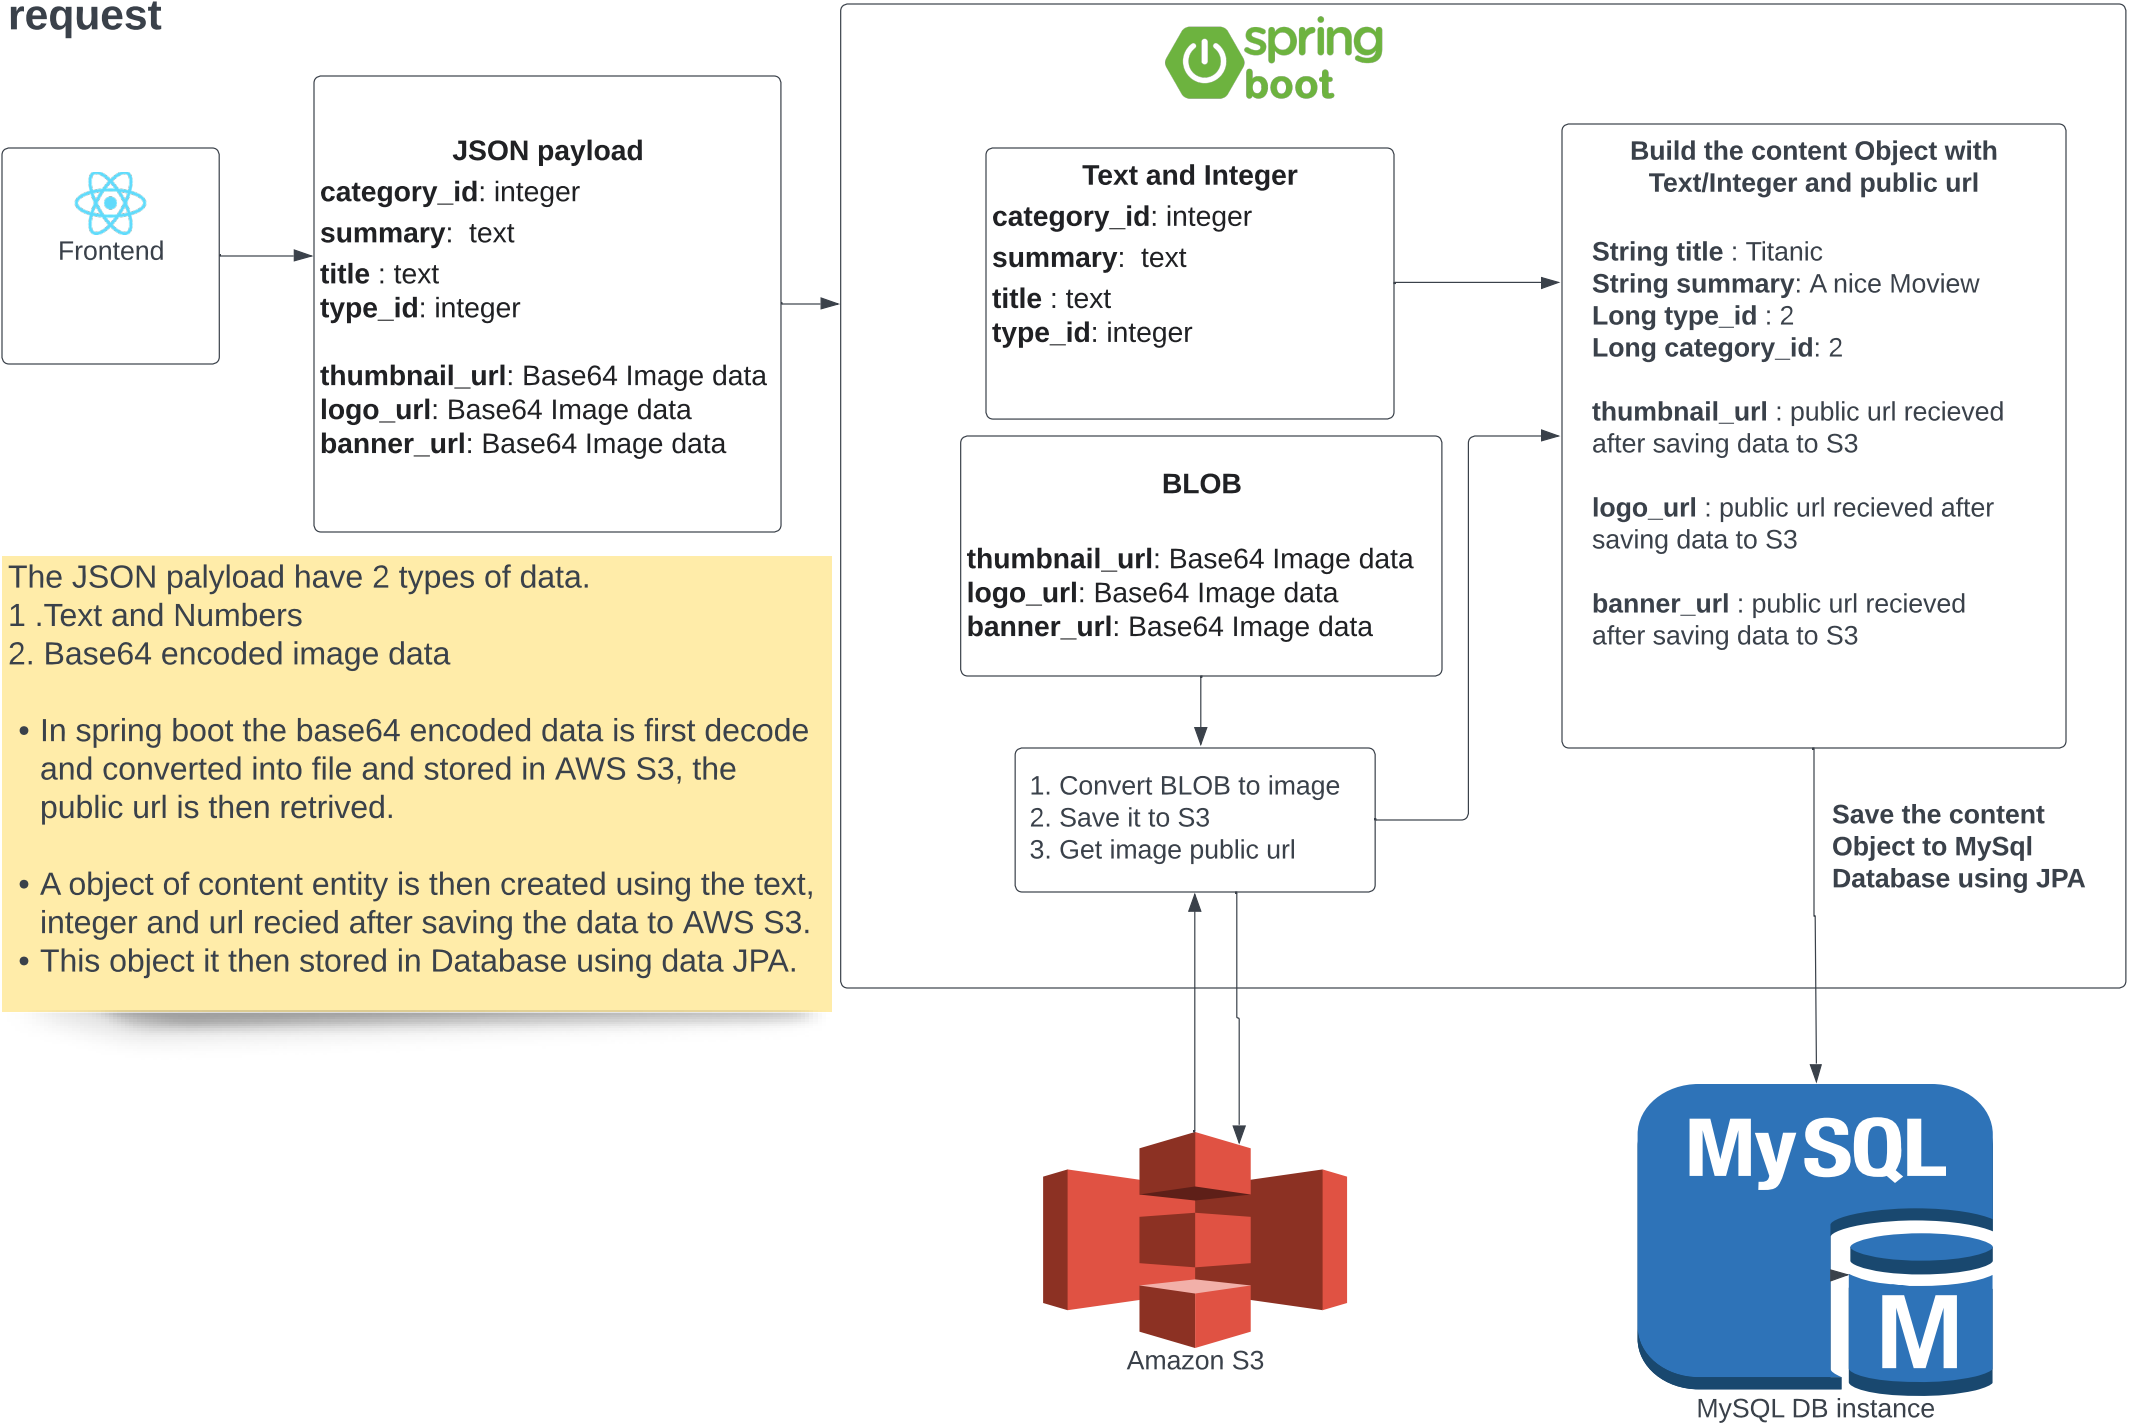 request
Frontend
JSON payload
category_id: integer
summary:  text
title : text
type_id: integer
thumbnail_url: Base64 Image data
logo_url: Base64 Image data
banner_url: Base64 Image data
The JSON palyload have 2 types of data.
1 .Text and Numbers
2. Base64 encoded image data
• In spring boot the base64 encoded data is first decode
and converted into file and stored in AWS S3, the
public url is then retrived.
• A object of content entity is then created using the text,
integer and url recied after saving the data to AWS S3.
• This object it then stored in Database using data JPA.
spring
boot
Text and Integer
category_id: integer
summary:  text
title : text
type_id: integer
BLOB
thumbnail_url: Base64 Image data
logo_url: Base64 Image data
banner_url: Base64 Image data
1. Convert BLOB to image
2. Save it to S3
3. Get image public url
Build the content Object with
Text/Integer and public url
String title : Titanic
String summary: A nice Moview
Long type_id : 2
Long category_id: 2
thumbnail_url : public url recieved
after saving data to S3
logo_url : public url recieved after
saving data to S3
banner_url : public url recieved
after saving data to S3
Save the content
Object to MySql
Database using JPA
Amazon S3
MySQL
M
MySQL DB instance